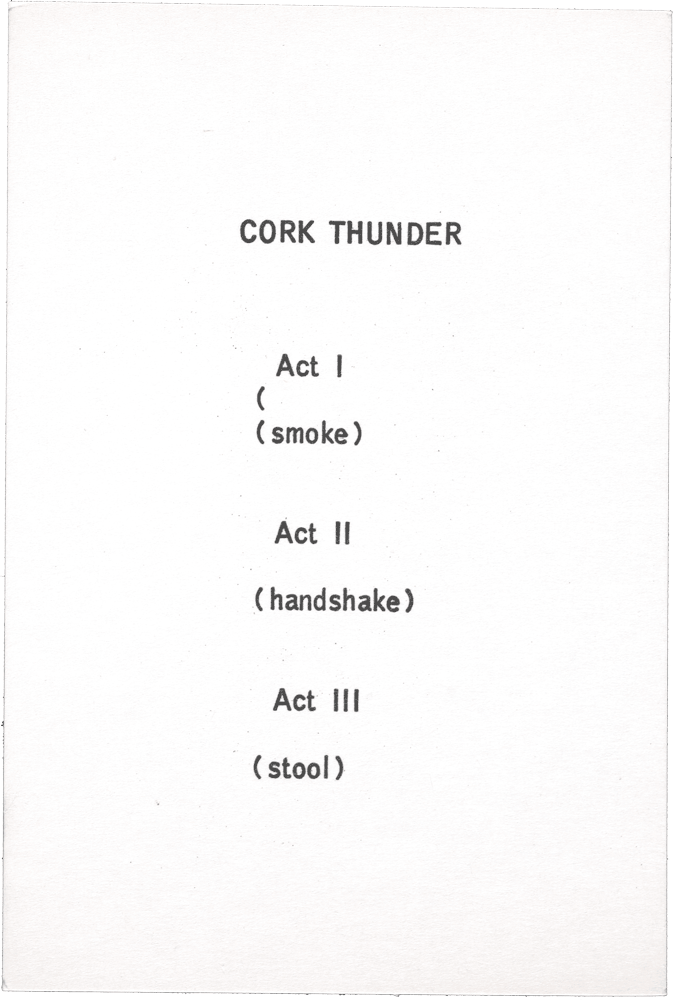 CORK THUNDER
Act I
(
(smoke)
Act II
(handshake)
Act III
(stool)